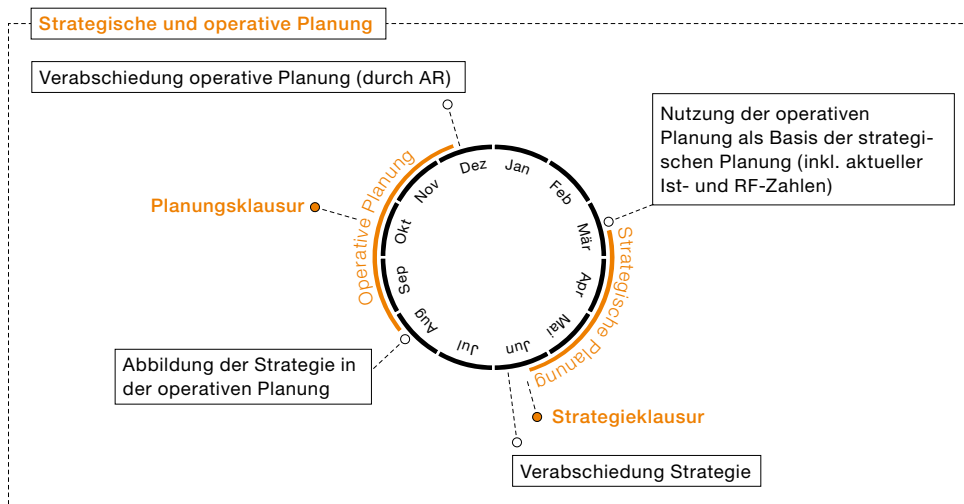 Strategische und operative Planung
Verabschiedung operative Planung (durch AR)
Nutzung der operativen
Planung als Basis der strategi-
schen Planung (inkl. aktueller
Ist- und RF-Zahlen)
Planungsklausur
Operative Planung
Strategische Planung
Jan
Feb
Mär
Apr
Mai
Jun
Jul
Aug
Sep
Okt
Nov
Dez
Abbildung der Strategie in
der operativen Planung
Strategieklausur
Verabschiedung Strategie